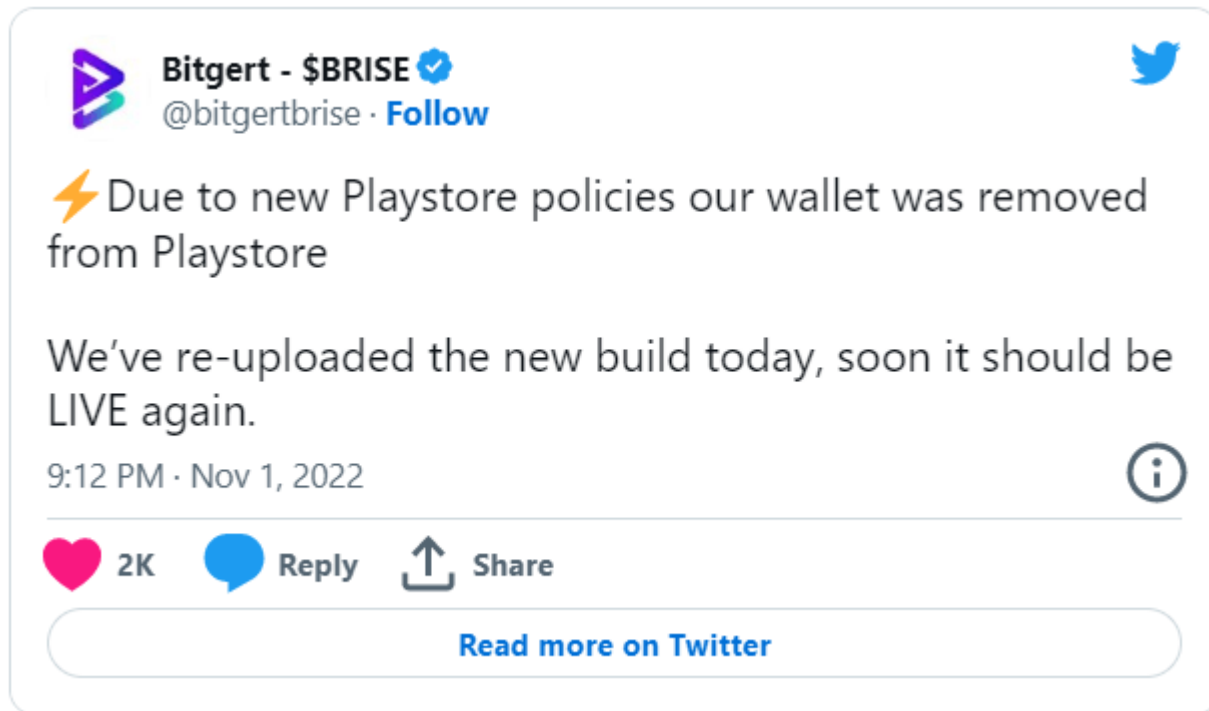 Bitgert - $BRISE
@bitgertbrise · Follow
⚡Due to new Playstore policies our wallet was removed
from Playstore
We've re-uploaded the new build today, soon it should be
LIVE again.
9:12 PM · Nov 1, 2022
2K Reply Share
Read more on Twitter